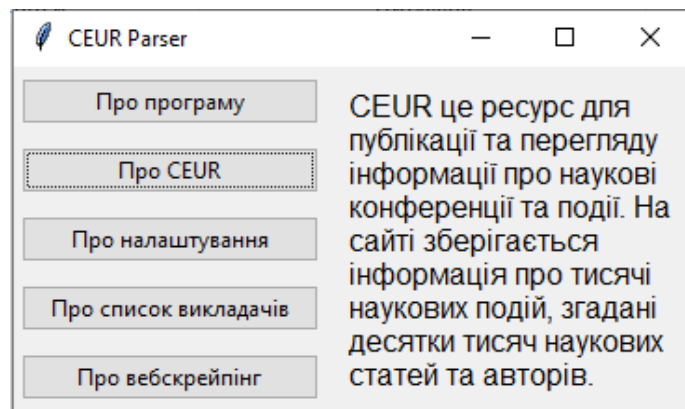 CEUR Parser
Про програму
Про CEUR
Про налаштування
Про список викладачів
Про вебскрейпінг
CEUR це ресурс для
публікації та перегляду
інформації про наукові
конференції та події. На
сайті зберігається
інформація про тисячі
наукових подій, згадані
десятки тисяч наукових
статей та авторів.